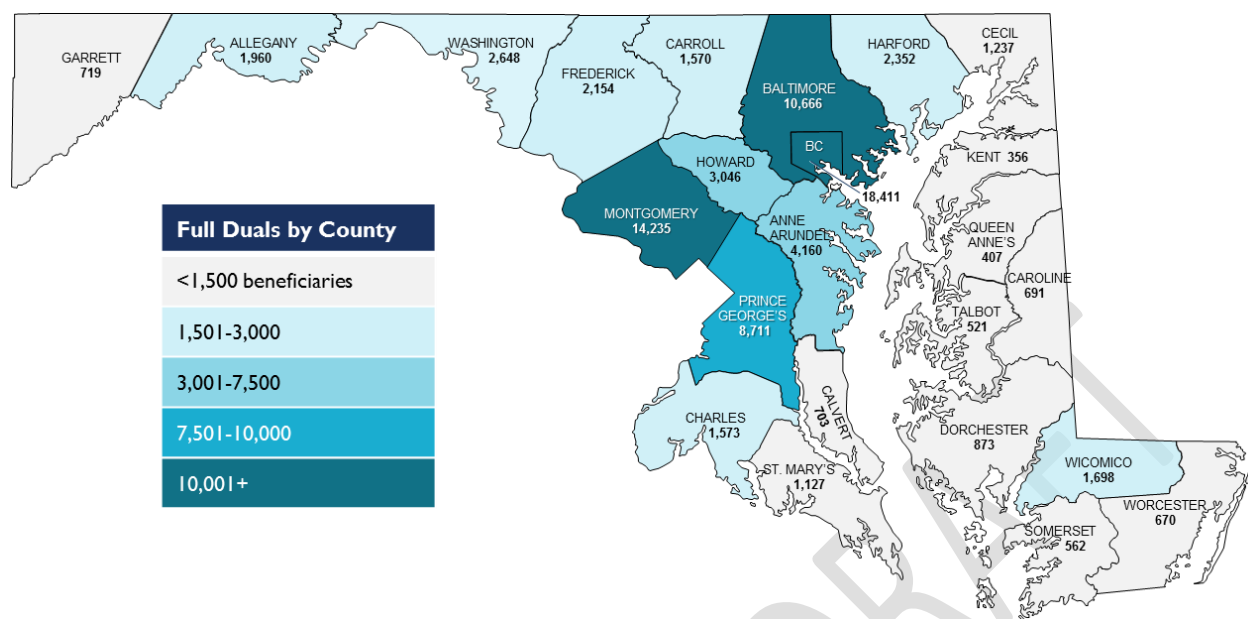 GARRETT
719
ALLEGANY
1,960
WASHINGTON
2,648
FREDERICK
2,154
CARROLL
1,570
BALTIMORE
10,666
HARFORD
2,352
CECIL
1,237
BC
18,411
KENT 356
HOWARD
3,046
MONTGOMERY
14,235
ANNE
ARUNDEL
4,160
QUEEN
ANNE'S
407
CAROLINE
691
TALBOT
521
PRINCE
GEORGE'S
8,711
CHARLES
1,573
CALVERT
703
ST. MARY'S
1,127
DORCHESTER
873
WICOMICO
1,698
WORCESTER
670
SOMERSET
562
Full Duals by County
<1,500 beneficiaries
1,501-3,000
3,001-7,500
7,501-10,000
10,001+
DRAFT